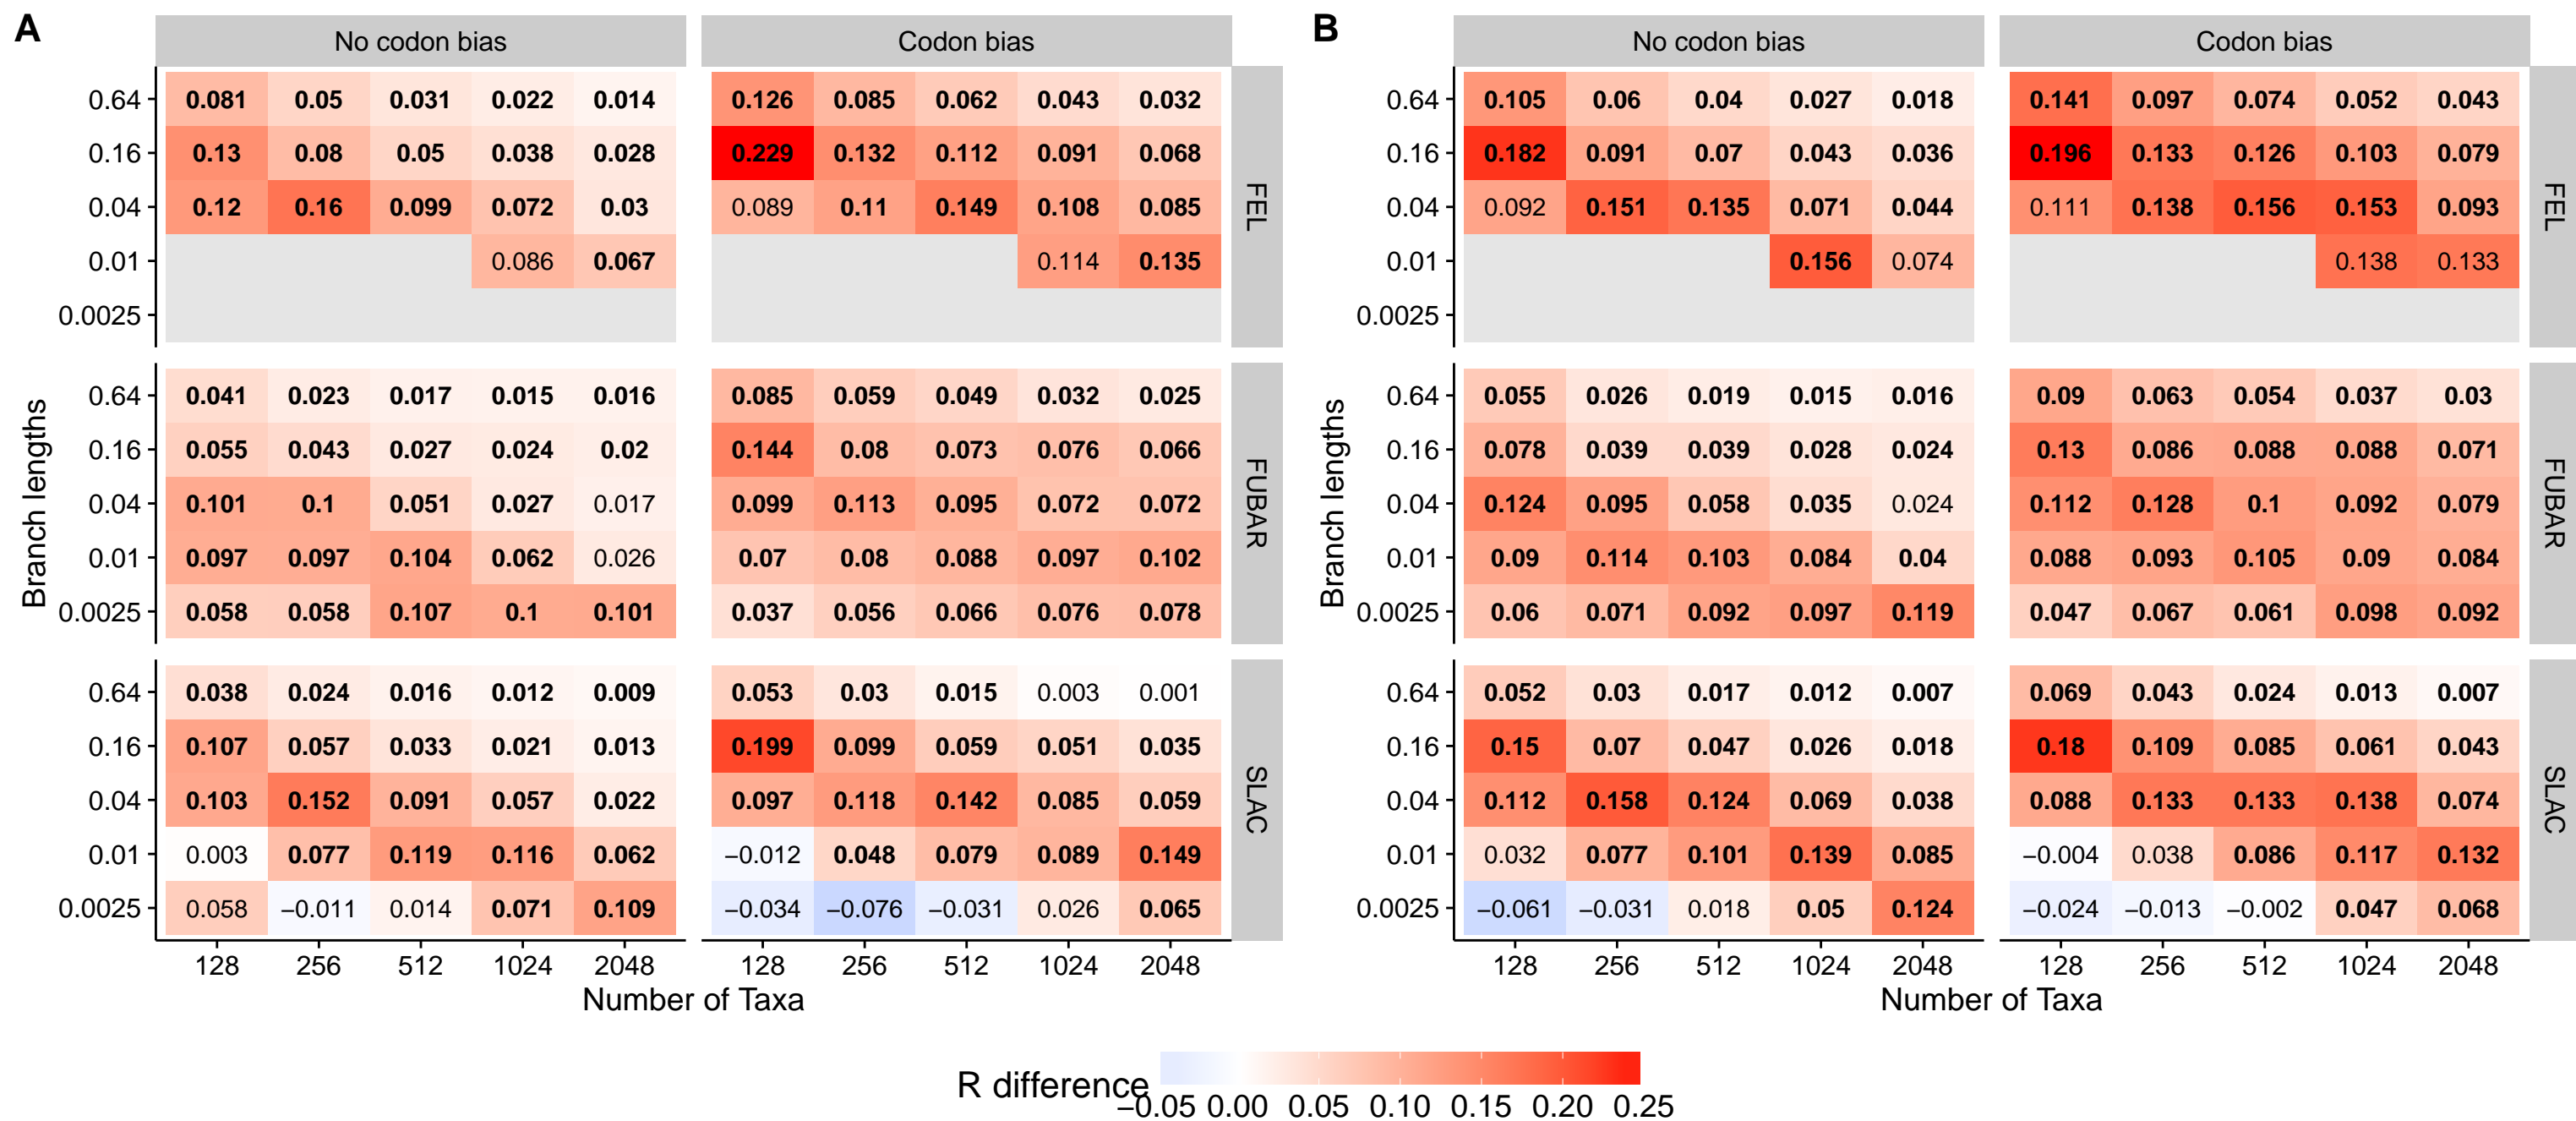 A
No codon bias
Codon bias
B
No codon bias
Codon bias
0.64 0.081 0.05 0.031 0.022 0.014 0.126 0.085 0.062 0.043 0.032
0.16 0.13 0.08 0.05 0.038 0.028 0.229 0.132 0.112 0.091 0.068
0.04 0.12 0.16 0.099 0.072 0.03 0.089 0.11 0.149 0.108 0.085
0.01 0.086 0.067 0.114 0.135
0.0025
FEL
0.64 0.041 0.023 0.017 0.015 0.016 0.085 0.059 0.049 0.032 0.025
0.16 0.055 0.043 0.027 0.024 0.02 0.144 0.08 0.073 0.076 0.066
0.04 0.101 0.1 0.051 0.027 0.017 0.099 0.113 0.095 0.072 0.072
0.01 0.097 0.097 0.104 0.062 0.026 0.07 0.08 0.088 0.097 0.102
0.0025 0.058 0.058 0.107 0.1 0.101 0.037 0.056 0.066 0.076 0.078
FUBAR
0.64 0.038 0.024 0.016 0.012 0.009 0.053 0.03 0.015 0.003 0.001
0.16 0.107 0.057 0.033 0.021 0.013 0.199 0.099 0.059 0.051 0.035
0.04 0.103 0.152 0.091 0.057 0.022 0.097 0.118 0.142 0.085 0.059
0.01 0.003 0.077 0.119 0.116 0.062 −0.012 0.048 0.079 0.089 0.149
0.0025 0.058 −0.011 0.014 0.071 0.109 −0.034 −0.076 −0.031 0.026 0.065
SLAC
128 256 512 1024 2048 128 256 512 1024 2048
Number of Taxa
Branch lengths
0.64 0.105 0.06 0.04 0.027 0.018 0.141 0.097 0.074 0.052 0.043
0.16 0.182 0.091 0.07 0.043 0.036 0.196 0.133 0.126 0.103 0.079
0.04 0.092 0.151 0.135 0.071 0.044 0.111 0.138 0.156 0.153 0.093
0.01 0.156 0.074 0.138 0.133
0.0025
FEL
0.64 0.055 0.026 0.019 0.015 0.016 0.09 0.063 0.054 0.037 0.03
0.16 0.078 0.039 0.039 0.028 0.024 0.13 0.086 0.088 0.088 0.071
0.04 0.124 0.095 0.058 0.035 0.024 0.112 0.128 0.1 0.092 0.079
0.01 0.09 0.114 0.103 0.084 0.04 0.088 0.093 0.105 0.09 0.084
0.0025 0.06 0.071 0.092 0.097 0.119 0.047 0.067 0.061 0.098 0.092
FUBAR
0.64 0.052 0.03 0.017 0.012 0.007 0.069 0.043 0.024 0.013 0.007
0.16 0.15 0.07 0.047 0.026 0.018 0.18 0.109 0.085 0.061 0.043
0.04 0.112 0.158 0.124 0.069 0.038 0.088 0.133 0.133 0.138 0.074
0.01 0.032 0.077 0.101 0.139 0.085 −0.004 0.038 0.086 0.117 0.132
0.0025 −0.061 −0.031 0.018 0.05 0.124 −0.024 −0.013 −0.002 0.047 0.068
SLAC
128 256 512 1024 2048 128 256 512 1024 2048
Number of Taxa
Branch lengths
R difference
−0.05 0.00 0.05 0.10 0.15 0.20 0.25